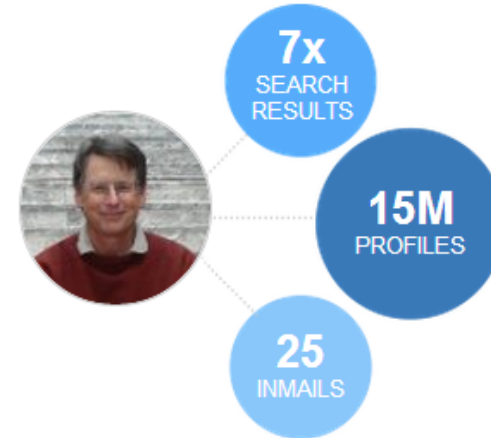 7x
SEARCH
RESULTS
15M
PROFILES
25
INMAILS